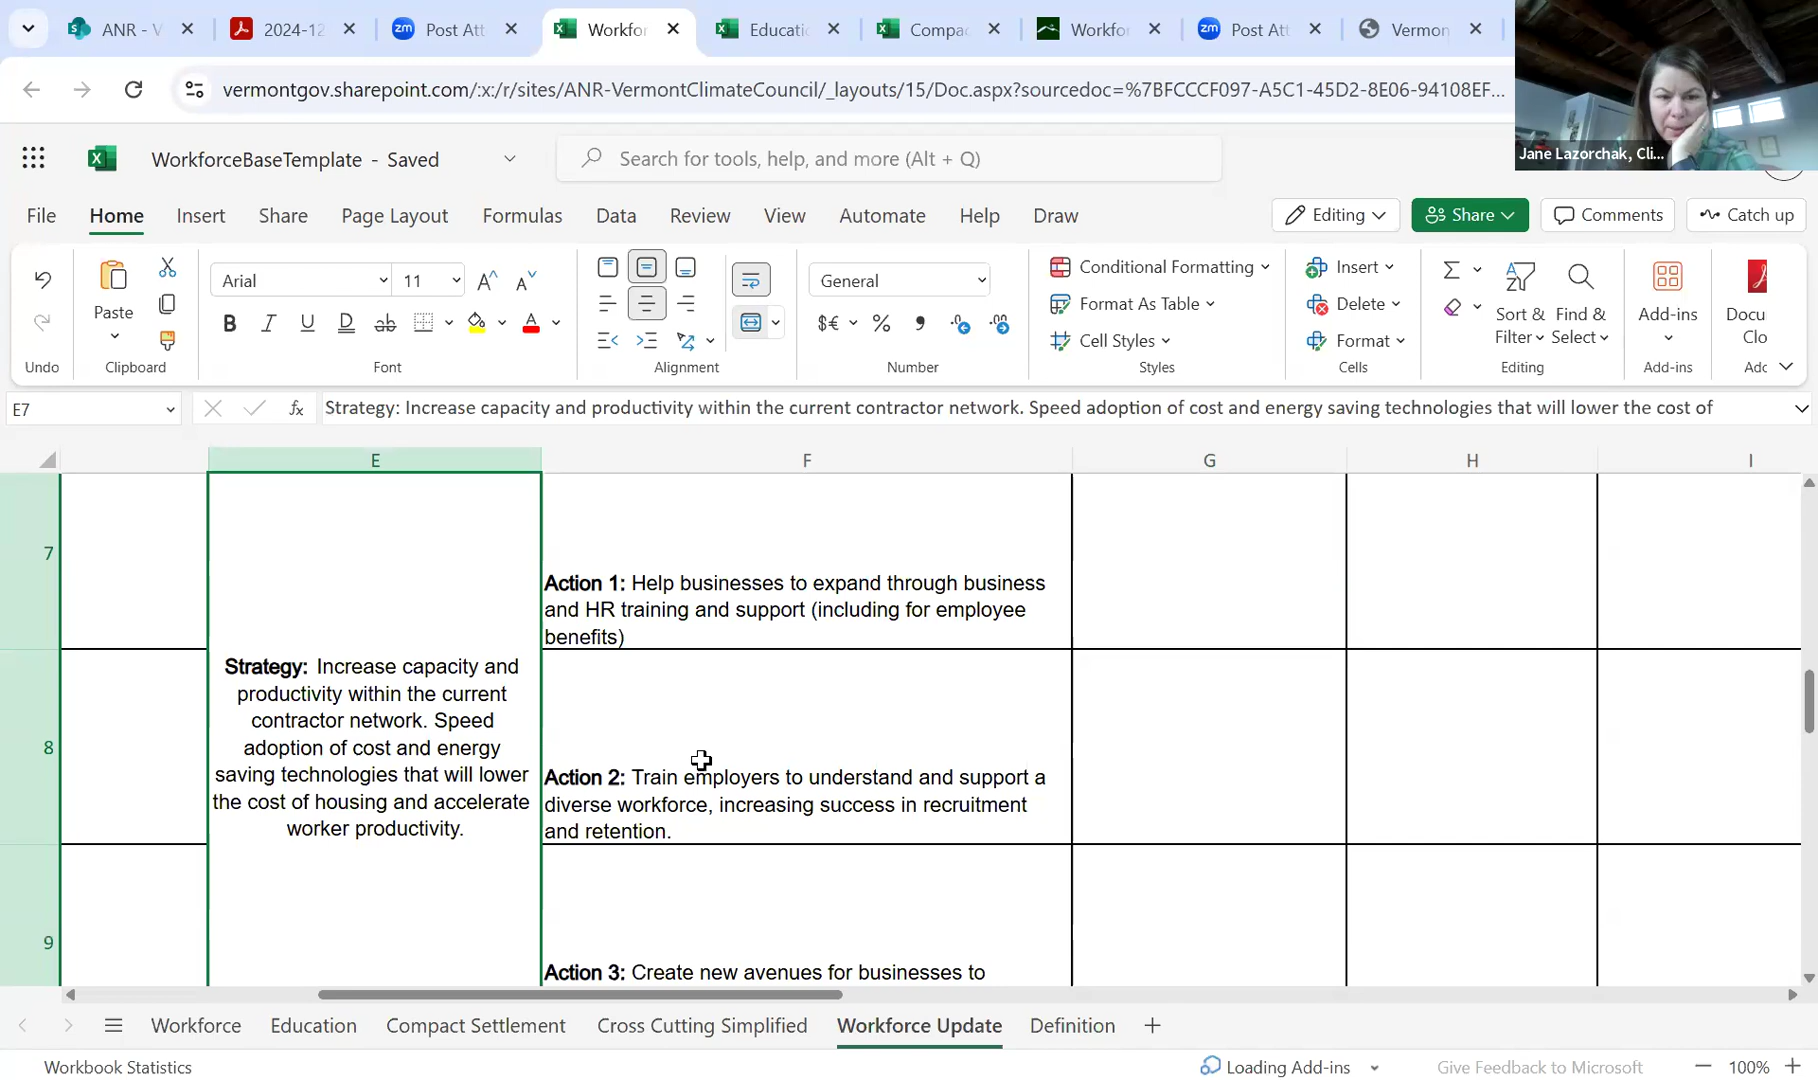 ANR - V
2024-12
Post Att
Workfor
Educatio
Compac
Workfor
Post Att
Vermon
vermontgov.sharepoint.com/:x:/r/sites/ANR-VermontClimateCouncil/_layouts/15/Doc.aspx?sourcedoc=%7BFCCCF097-A5C1-45D2-8E06-94108EF...
Jane Lazorchak, Cli...
WorkforceBaseTemplate - Saved
Search for tools, help, and more (Alt + Q)
File Home Insert Share Page Layout Formulas Data Review View Automate Help Draw
Editing Share Comments Catch up
Arial 11 General
Paste
Conditional Formatting
Format As Table
Cell Styles
Insert
Delete
Format
Sort & Filter
Find & Select
Add-ins
Docu
Clo
Undo Clipboard Font Alignment Number Styles Cells Editing Add-ins Adc
E7
fx
Strategy: Increase capacity and productivity within the current contractor network. Speed adoption of cost and energy saving technologies that will lower the cost of
E F G H I
7
Action 1: Help businesses to expand through business
and HR training and support (including for employee
benefits)
Strategy: Increase capacity and
productivity within the current
contractor network. Speed
adoption of cost and energy
saving technologies that will lower
the cost of housing and accelerate
worker productivity.
8
Action 2: Train employers to understand and support a
diverse workforce, increasing success in recruitment
and retention.
9
Action 3: Create new avenues for businesses to
Workforce Education Compact Settlement Cross Cutting Simplified Workforce Update Definition
Workbook Statistics
Loading Add-ins
Give Feedback to Microsoft
100%